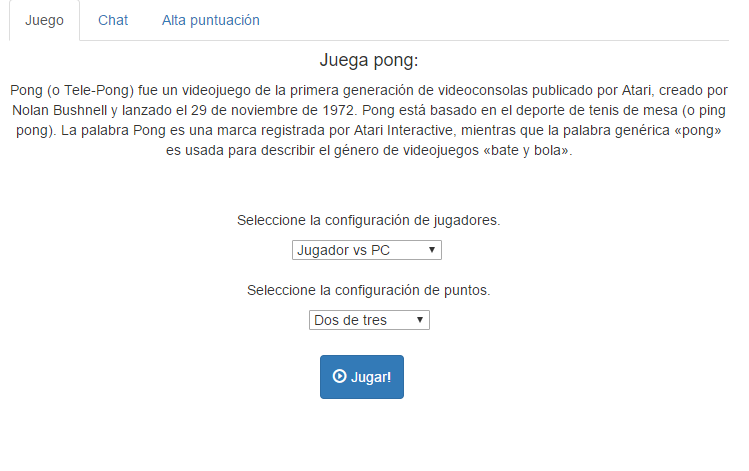 Juego Chat Alta puntuación
Juega pong:
Pong (o Tele-Pong) fue un videojuego de la primera generación de videoconsolas publicado por Atari, creado por
Nolan Bushnell y lanzado el 29 de noviembre de 1972. Pong está basado en el deporte de tenis de mesa (o ping
pong). La palabra Pong es una marca registrada por Atari Interactive, mientras que la palabra genérica «pong»
es usada para describir el género de videojuegos «bate y bola».
Seleccione la configuración de jugadores.
Jugador vs PC
Seleccione la configuración de puntos.
Dos de tres
Jugar!